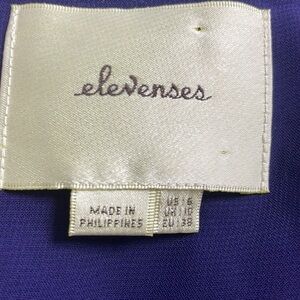 elevenses
MADE IN
PHILIPPINES
US | 6
UK | 10
EU | 38